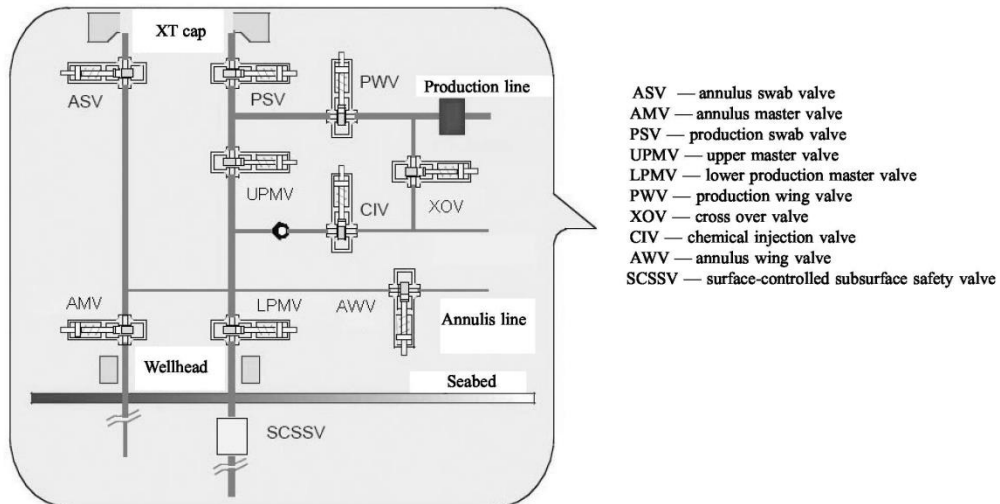 XT cap
ASV
PSV
PWV
Production line
UPMV
CIV
XOV
AMV
LPMV
AWV
Annulis line
Wellhead
Seabed
SCSSV
ASV — annulus swab valve
AMV — annulus master valve
PSV — production swab valve
UPMV — upper master valve
LPMV — lower production master valve
PWV — production wing valve
XOV — cross over valve
CIV — chemical injection valve
AWV — annulus wing valve
SCSSV — surface-controlled subsurface safety valve